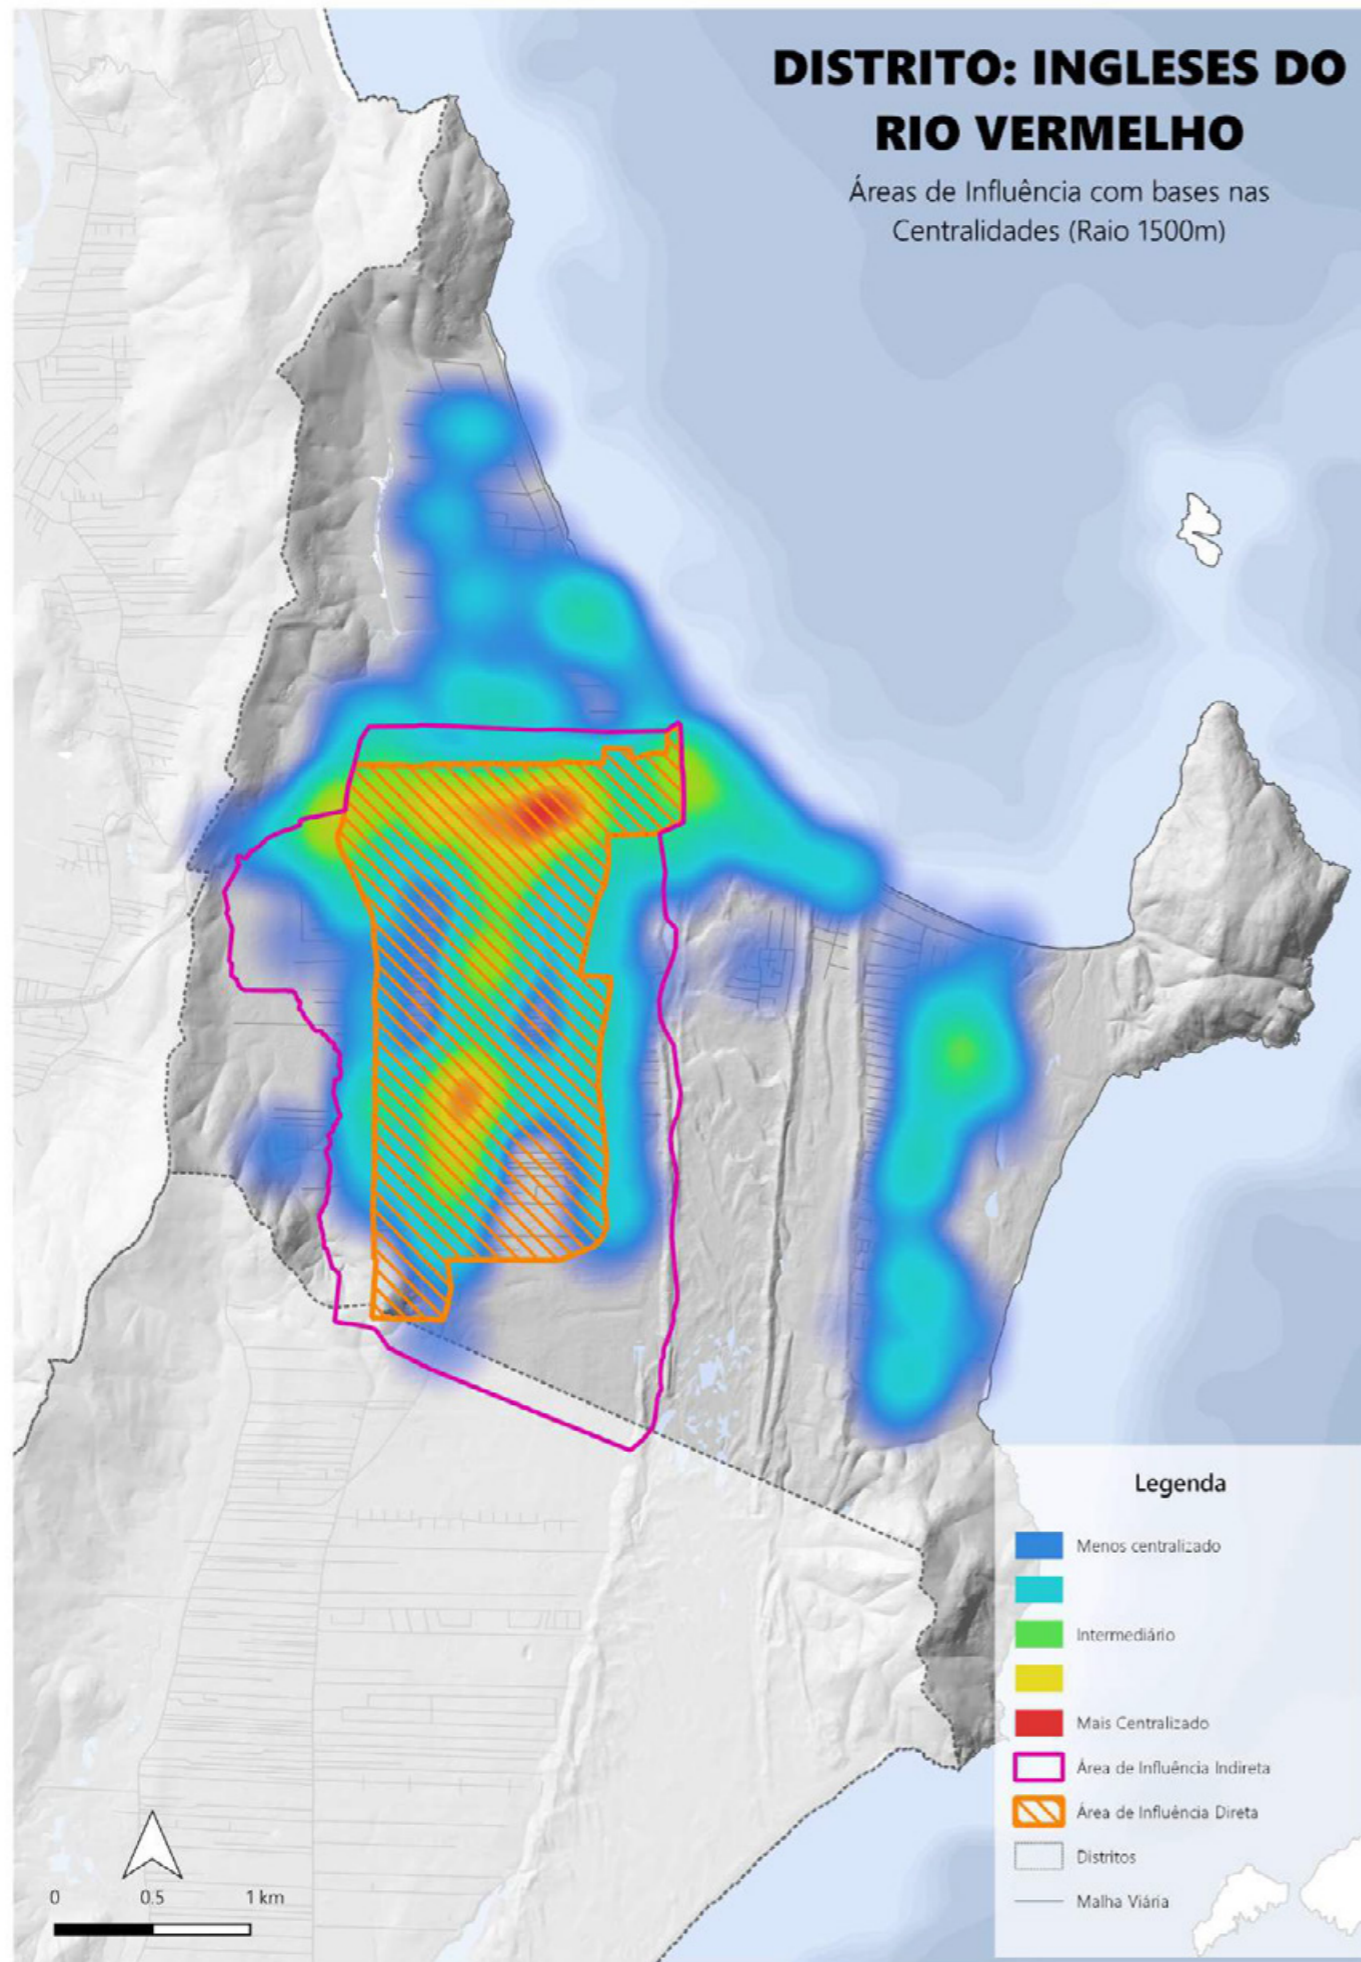 DISTRITO: INGLESES DO
RIO VERMELHO
Áreas de Influência com bases nas
Centralidades (Raio 1500m)
Legenda
Menos centralizado
Intermediário
Mais Centralizado
Área de Influência Indireta
Área de Influência Direta
Distritos
Malha Viária
0 0.5 1 km